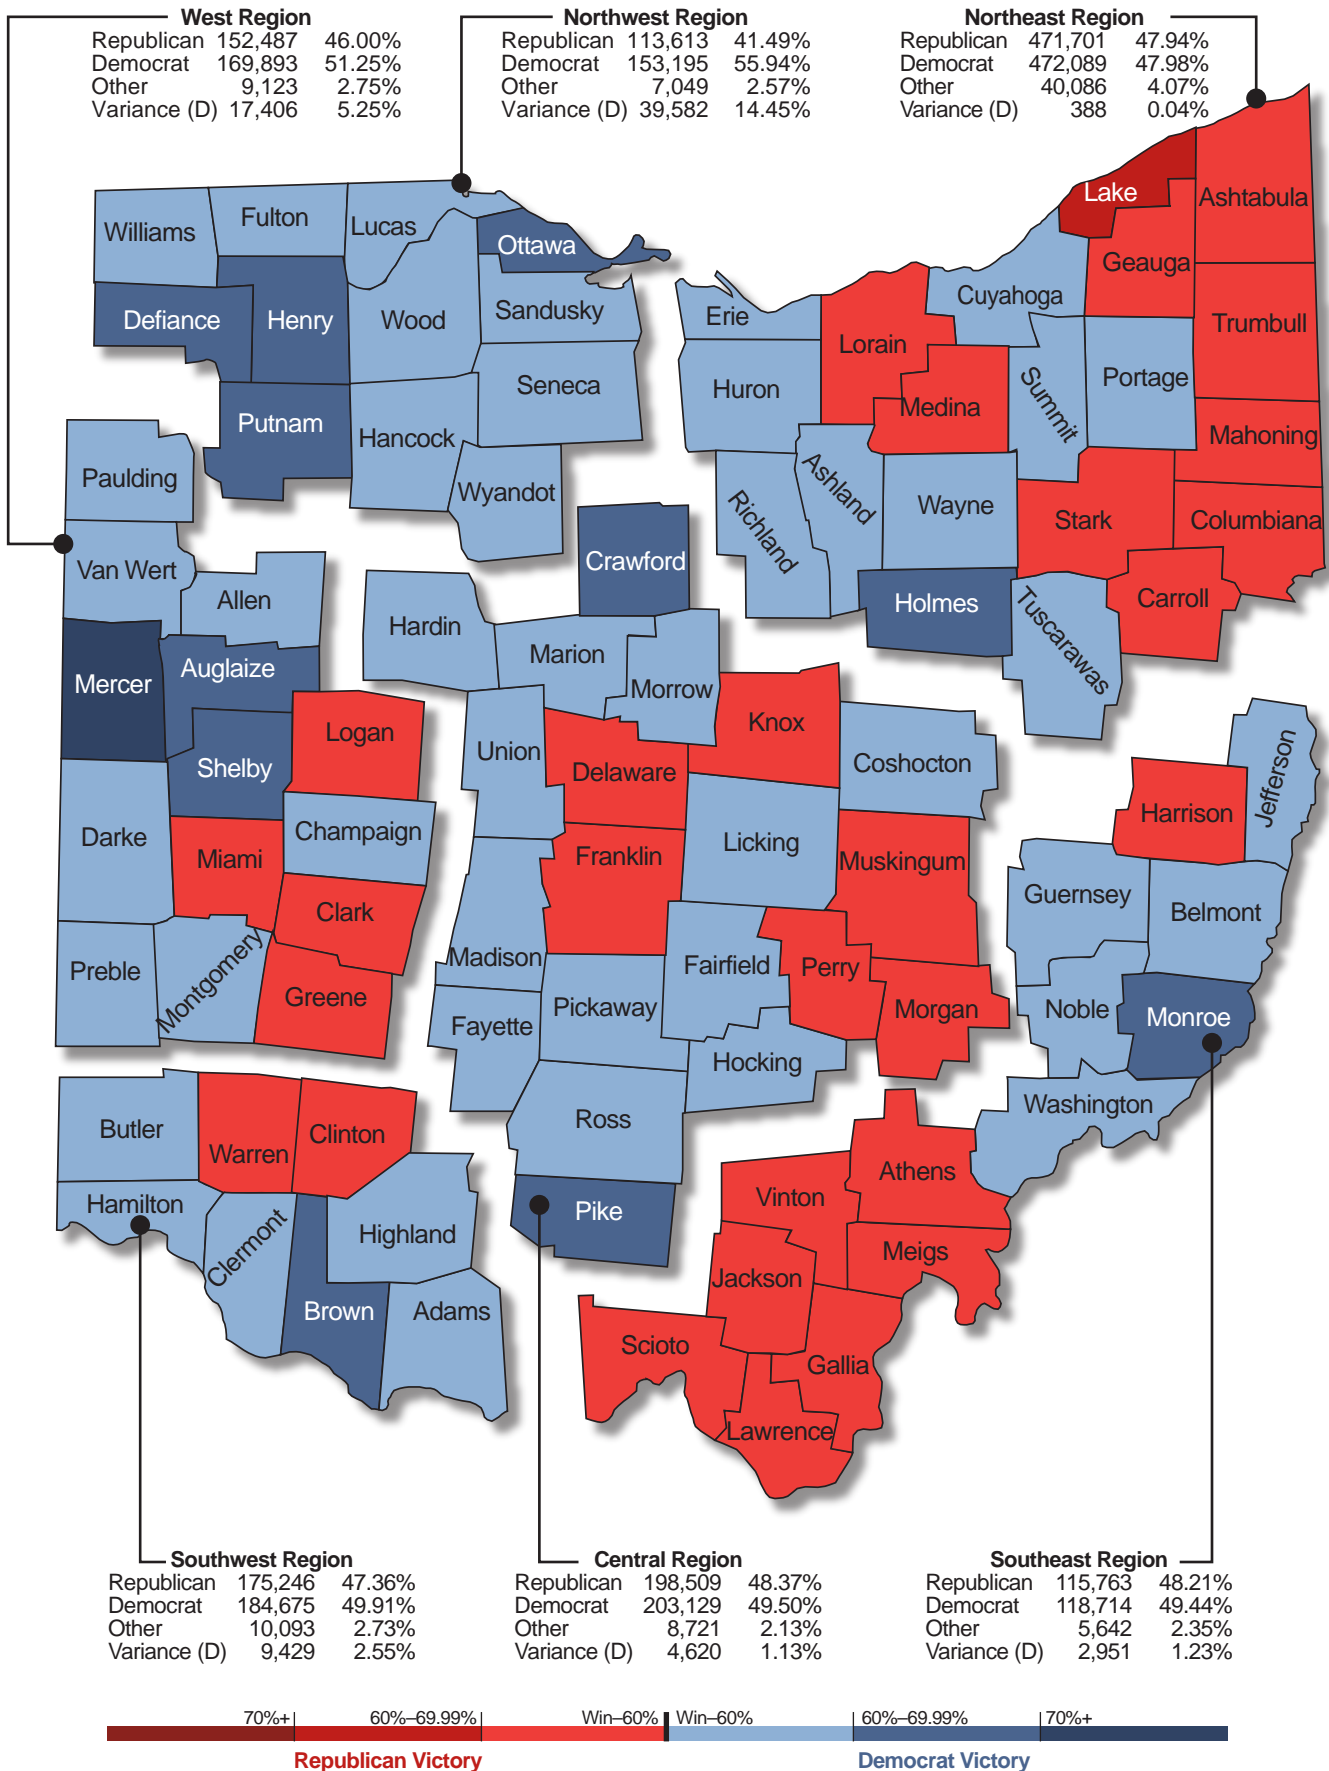 West Region
Republican 152,487 46.00%
Democrat 169,893 51.25%
Other 9,123 2.75%
Variance (D) 17,406 5.25%
Northwest Region
Republican 113,613 41.49%
Democrat 153,195 55.94%
Other 7,049 2.57%
Variance (D) 39,582 14.45%
Northeast Region
Republican 471,701 47.94%
Democrat 472,089 47.98%
Other 40,086 4.07%
Variance (D) 388 0.04%
Williams
Fulton
Lucas
Ottawa
Defiance
Henry
Wood
Sandusky
Putnam
Hancock
Seneca
Wyandot
Lake
Ashtabula
Geauga
Cuyahoga
Erie
Lorain
Trumbull
Huron
Medina
Summit
Portage
Mahoning
Richland
Ashland
Wayne
Stark
Columbiana
Holmes
Tuscarawas
Carroll
Paulding
Van Wert
Allen
Mercer
Auglaize
Logan
Shelby
Darke
Champaign
Miami
Clark
Preble
Montgomery
Greene
Crawford
Hardin
Marion
Morrow
Knox
Union
Delaware
Coshocton
Licking
Franklin
Muskingum
Madison
Fairfield
Perry
Pickaway
Morgan
Fayette
Hocking
Ross
Pike
Jefferson
Harrison
Guernsey
Belmont
Noble
Monroe
Washington
Athens
Vinton
Meigs
Jackson
Scioto
Gallia
Lawrence
Butler
Warren
Clinton
Hamilton
Clermont
Highland
Brown
Adams
Southwest Region
Republican 175,246 47.36%
Democrat 184,675 49.91%
Other 10,093 2.73%
Variance (D) 9,429 2.55%
Central Region
Republican 198,509 48.37%
Democrat 203,129 49.50%
Other 8,721 2.13%
Variance (D) 4,620 1.13%
Southeast Region
Republican 115,763 48.21%
Democrat 118,714 49.44%
Other 5,642 2.35%
Variance (D) 2,951 1.23%
70%+ 60%–69.99% Win–60% Win–60% 60%–69.99% 70%+
Republican Victory Democrat Victory